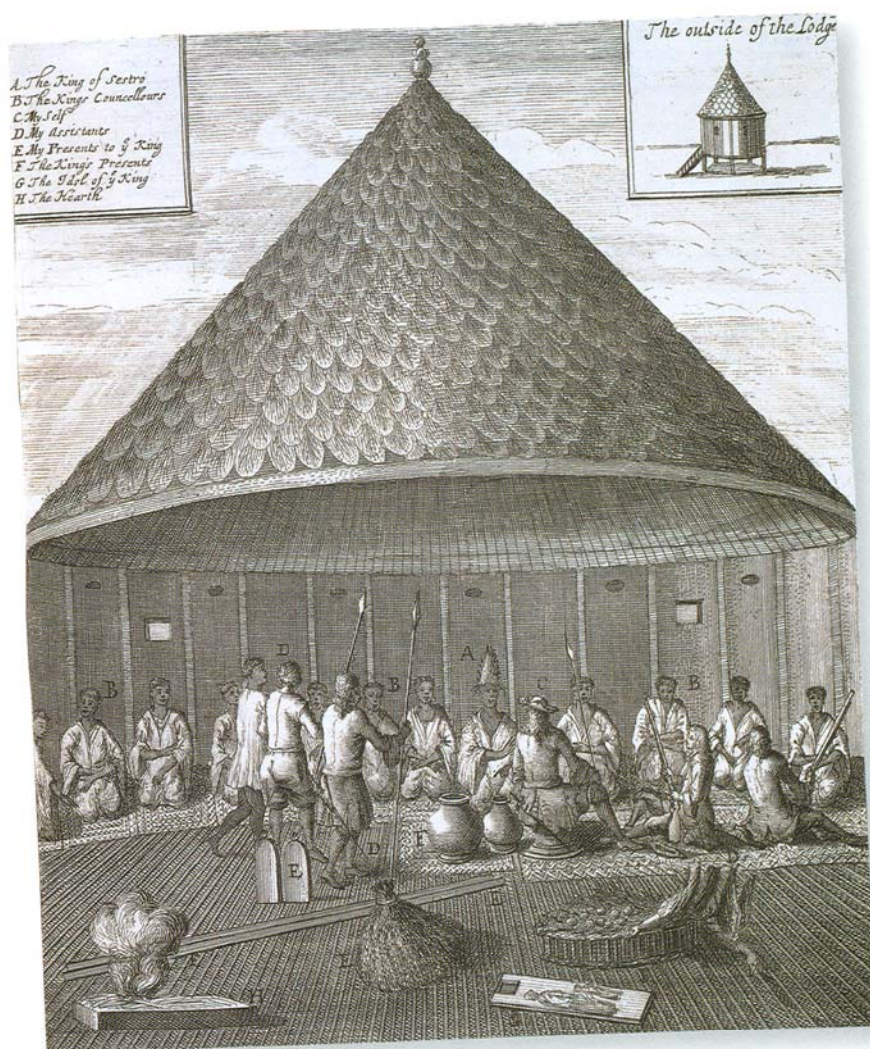 A The King of Sestro
B The Kings Councellours
C My Self
D My Assistants
E My Presents to ẏ King
F The Kings Presents
G The Idol of ẏ King
H The Hearth
The outside of the Lodge
D
A
C
B
B
B
F
E
D
E
E
H
G